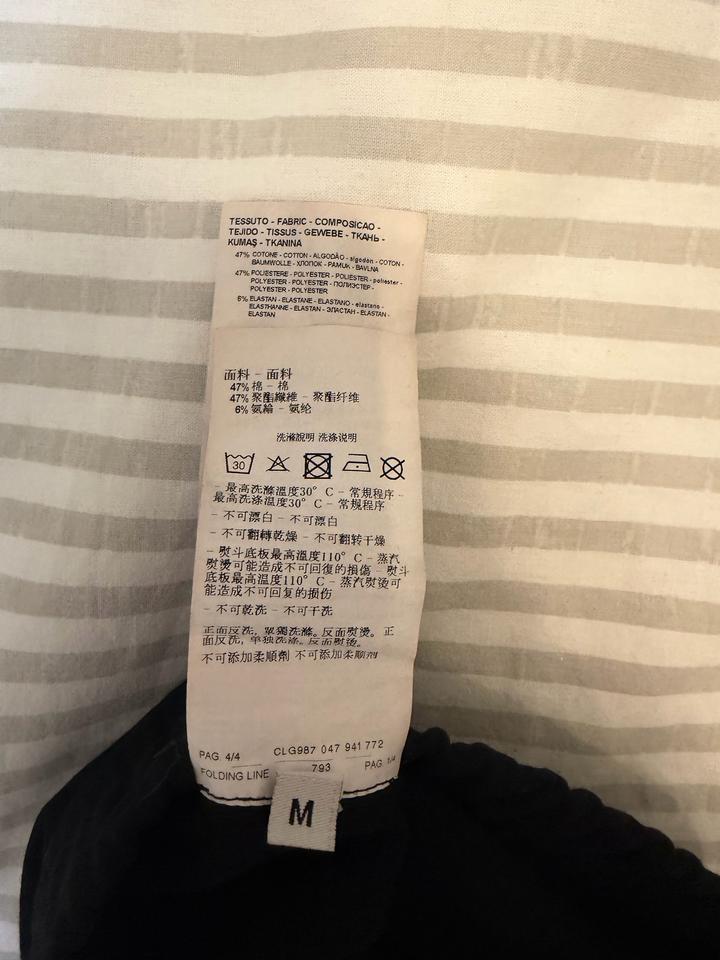 TESSUTO - FABRIC - COMPOSICAO -
TEJIDO - TISSUS - GEWEBE - ТКАНЬ -
KUMAŞ - TKANINA
47% COTONE - COTTON - ALGODÃO - algodón - COTON -
BAUMWOLLE - ХЛОПОК - PAMUK - BAVLNA
47% POLIESTERE - POLYESTER - POLIÉSTER - poliester -
POLYESTER - POLYESTER - ПОЛИЭСТЕР -
POLYESTER - POLYESTER
6% ELASTAN - ELASTANE - ELASTANO - elastano -
ELASTHANNE - ELASTAN - ЭЛАСТАН - ELASTAN -
ELASTAN
面料 - 面料
47% 棉 - 棉
47% 聚酯纖維 - 聚酯纤维
6% 氨綸 - 氨纶
洗滌說明 洗涤说明
30
- 最高洗滌溫度30° C - 常規程序 -
最高洗涤温度30° C - 常规程序
- 不可漂白 - 不可漂白
- 不可翻轉乾燥 - 不可翻转干燥
- 熨斗底板最高溫度110° C - 蒸汽
熨燙可能造成不可回復的損傷 - 熨斗
底板最高温度110° C - 蒸汽熨烫可
能造成不可回复的损伤
- 不可乾洗 - 不可干洗
正面反洗, 單獨洗滌。反面熨燙。 正
面反洗, 单独洗涤。反面熨烫。
不可添加柔順劑 不可添加柔顺剂
PAG. 4/4 CLG987 047 941 772
FOLDING LINE 793 PAG. 1/4
M